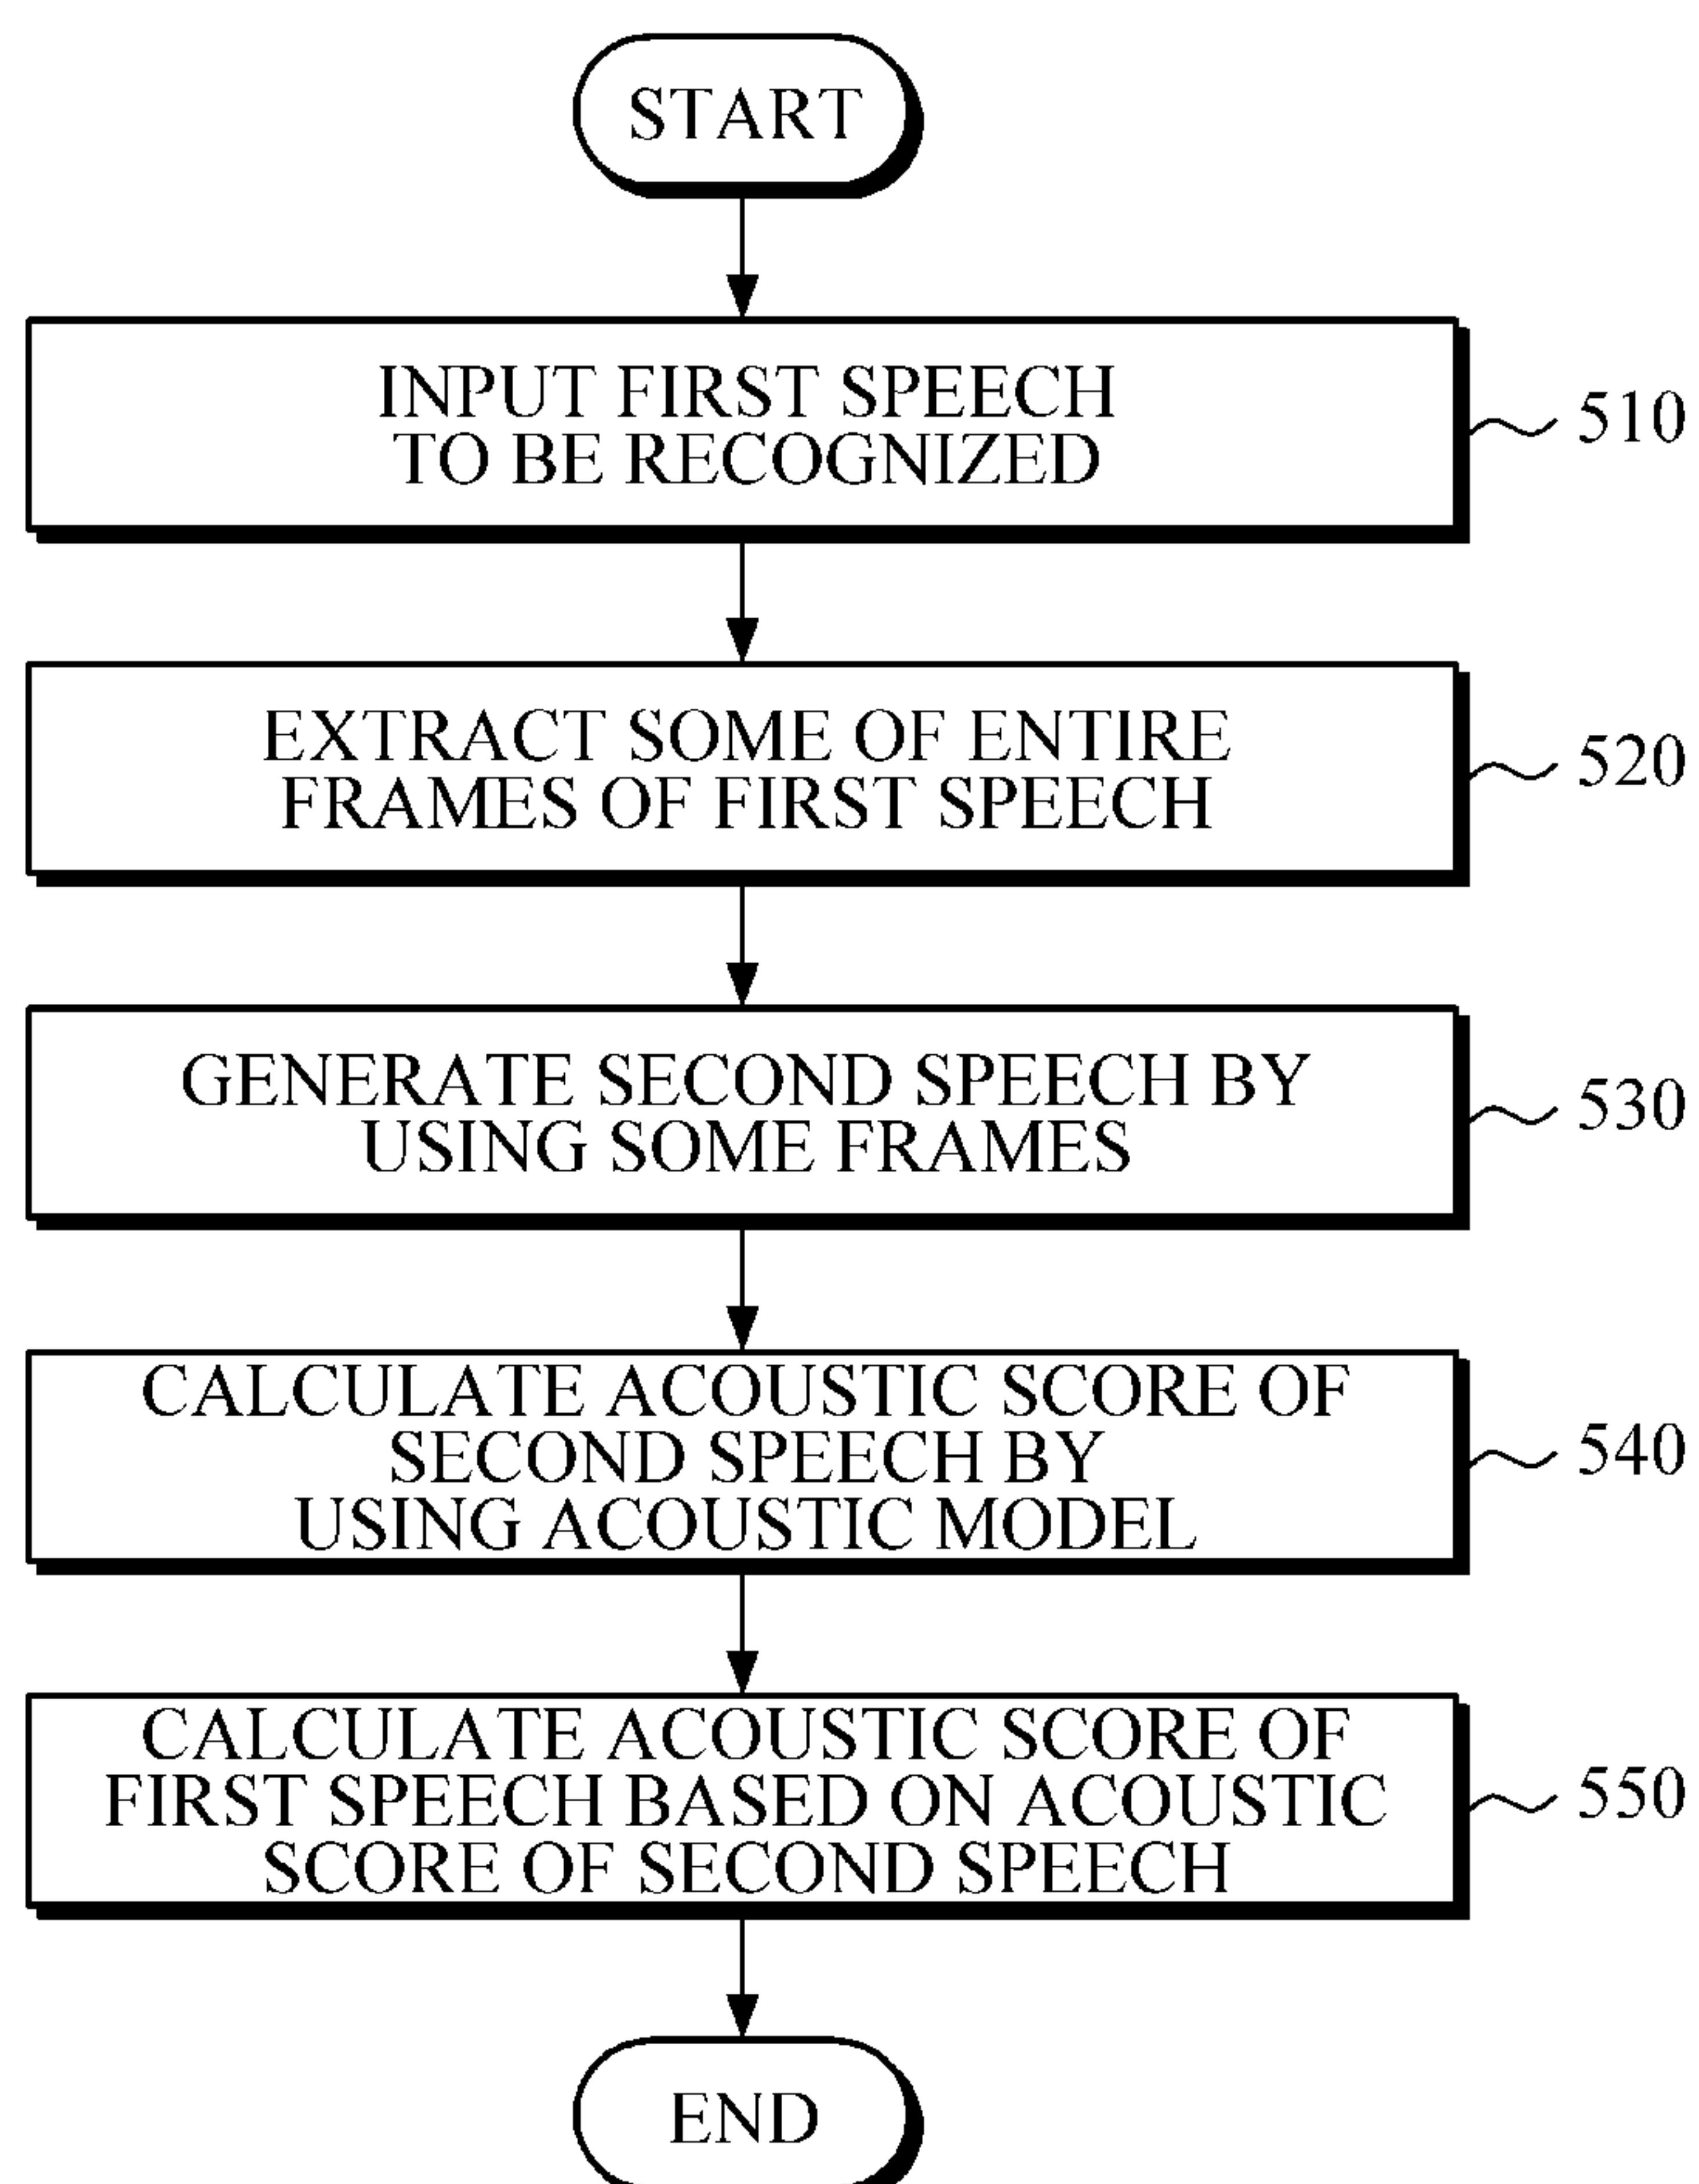 START
INPUT FIRST SPEECH
TO BE RECOGNIZED
510
EXTRACT SOME OF ENTIRE
FRAMES OF FIRST SPEECH
520
GENERATE SECOND SPEECH BY
USING SOME FRAMES
530
CALCULATE ACOUSTIC SCORE OF
SECOND SPEECH BY
USING ACOUSTIC MODEL
540
CALCULATE ACOUSTIC SCORE OF
FIRST SPEECH BASED ON ACOUSTIC
SCORE OF SECOND SPEECH
550
END